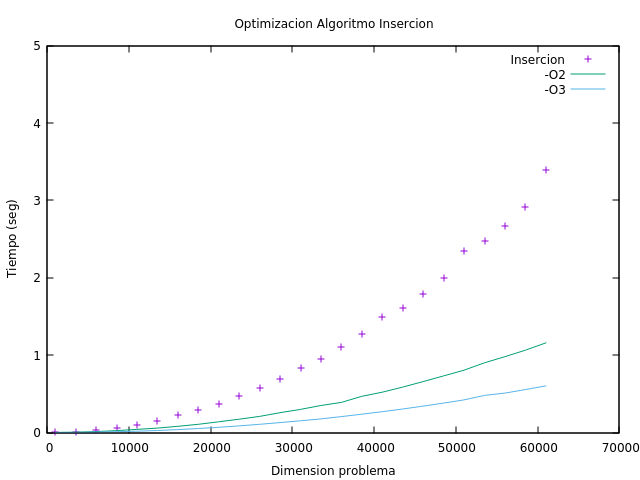 Optimizacion Algoritmo Insercion
5
4
3
2
1
0
Tiempo (seg)
Insercion
-O2
-O3
0 10000 20000 30000 40000 50000 60000 70000
Dimension problema